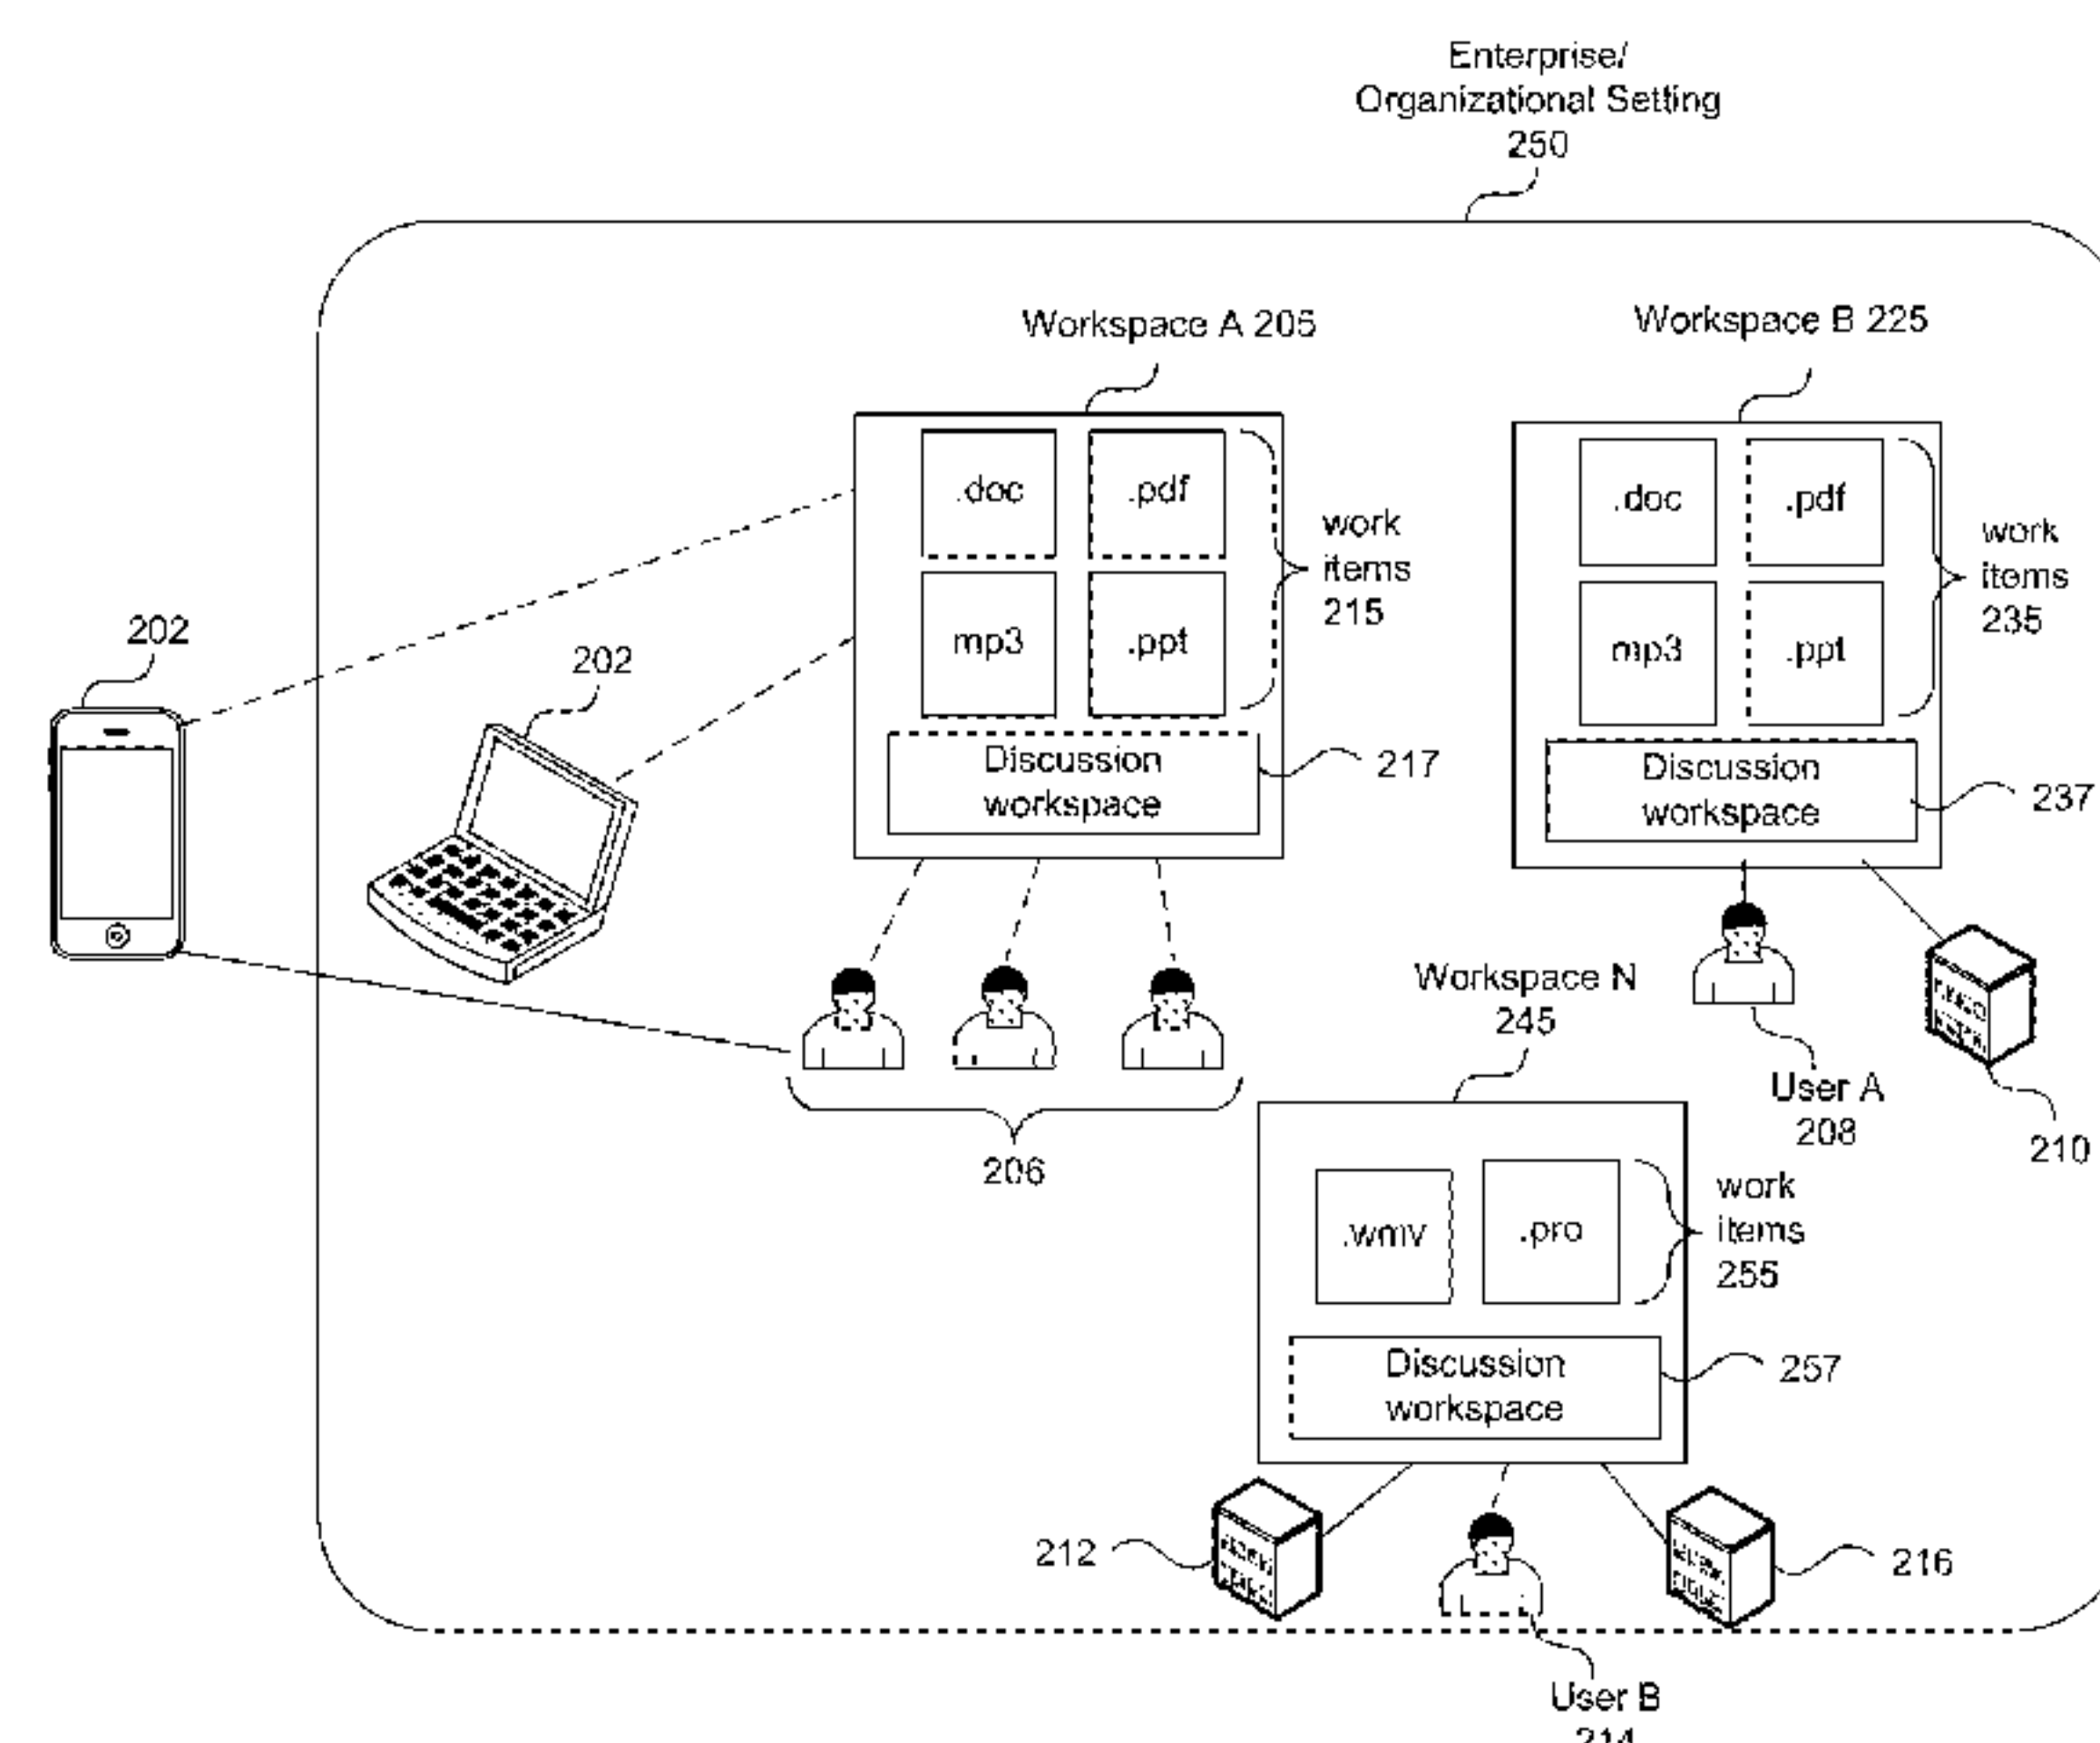 Enterprise/
Organizational Setting
250
Workspace A 205
Workspace B 225
.doc
.pdf
mp3
.ppt
work
items
215
Discussion
workspace
217
.doc
.pdf
mp3
.ppt
work
items
235
Discussion
workspace
237
202
202
206
User A
208
210
Workspace N
245
.wmv
.pro
work
items
255
Discussion
workspace
257
212
216
User B
214